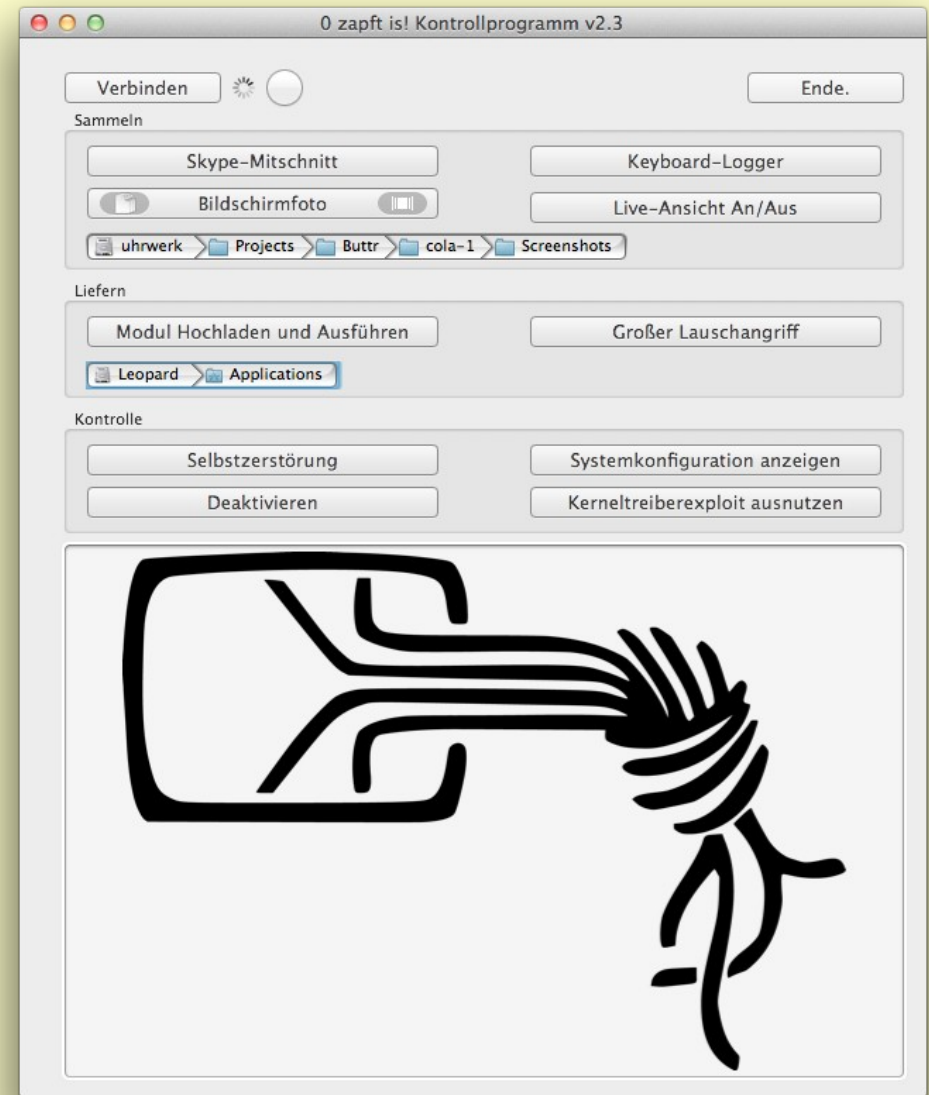 0 zapft is! Kontrollprogramm v2.3
Verbinden Ende.
Sammeln
Skype-Mitschnitt Keyboard-Logger
Bildschirmfoto Live-Ansicht An/Aus
uhrwerk Projects Buttr cola-1 Screenshots
Liefern
Modul Hochladen und Ausführen Großer Lauschangriff
Leopard Applications
Kontrolle
Selbstzerstörung Systemkonfiguration anzeigen
Deaktivieren Kerneltreiberexploit ausnutzen